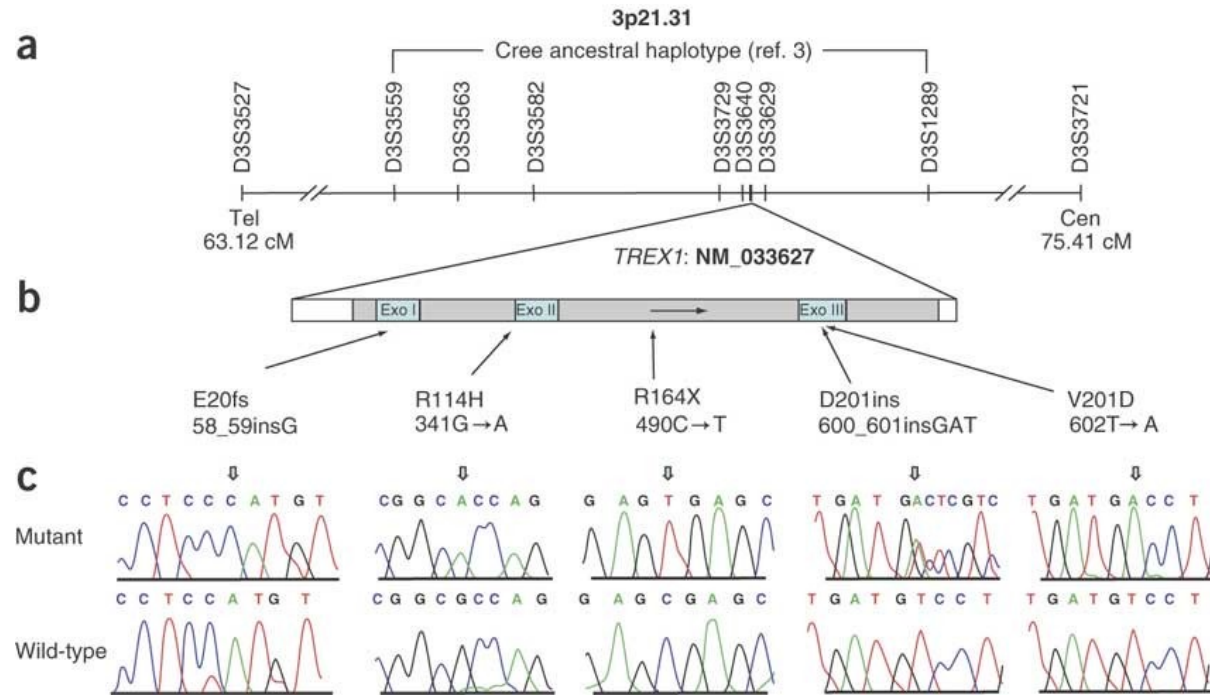 a
3p21.31
Cree ancestral haplotype (ref. 3)
D3S3527
D3S3559
D3S3563
D3S3582
D3S3729
D3S3640
D3S3629
D3S1289
D3S3721
Tel
63.12 cM
Cen
75.41 cM
TREX1: NM_033627
b
Exo I
Exo II
Exo III
E20fs
58_59insG
R114H
341G→A
R164X
490C→T
D201ins
600_601insGAT
V201D
602T→A
c
Mutant
C C T C C C A T G T
C G G C A C C A G
G A G T G A G C
T G A T G A C T C G T C
T G A T G A C C T
Wild-type
C C T C C A T G T
C G G C G C C A G
G A G C G A G C
T G A T G T C C T
T G A T G T C C T